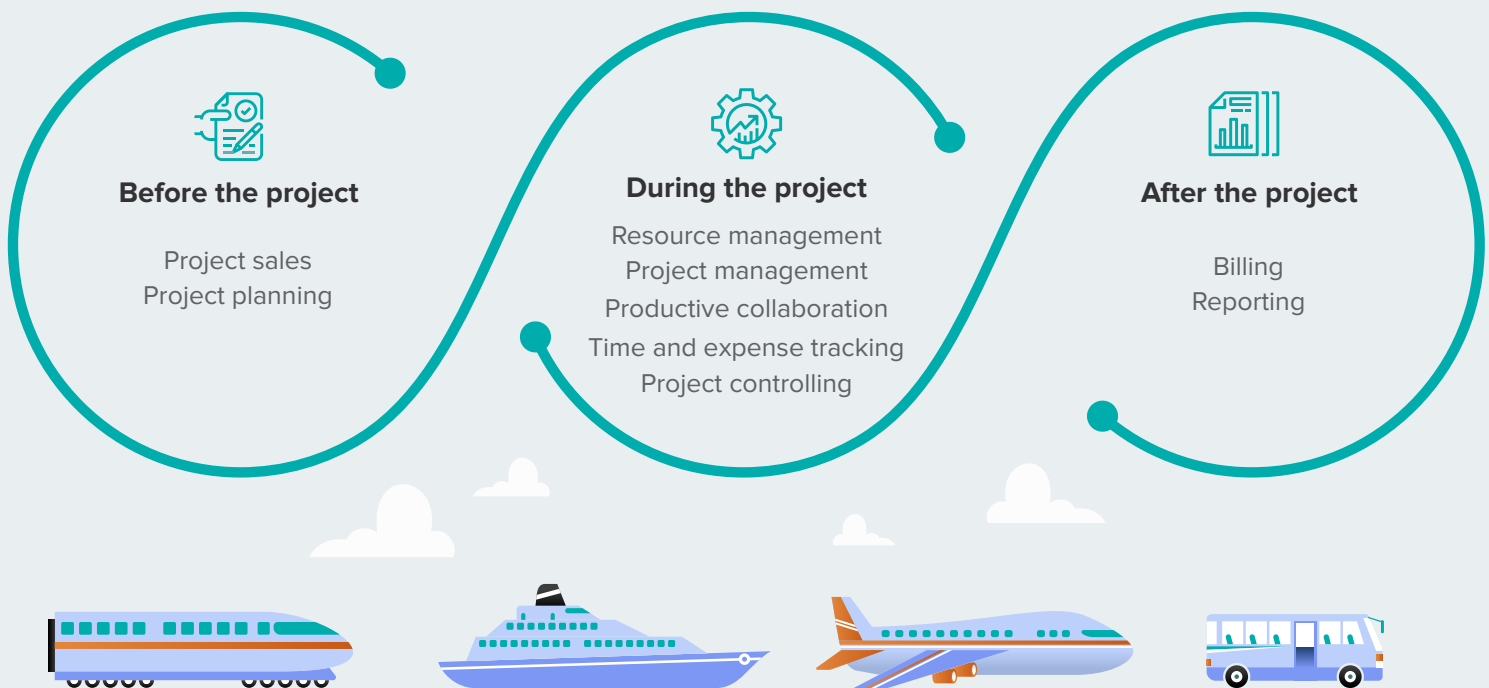 Before the project
Project sales
Project planning
During the project
Resource management
Project management
Productive collaboration
Time and expense tracking
Project controlling
After the project
Billing
Reporting